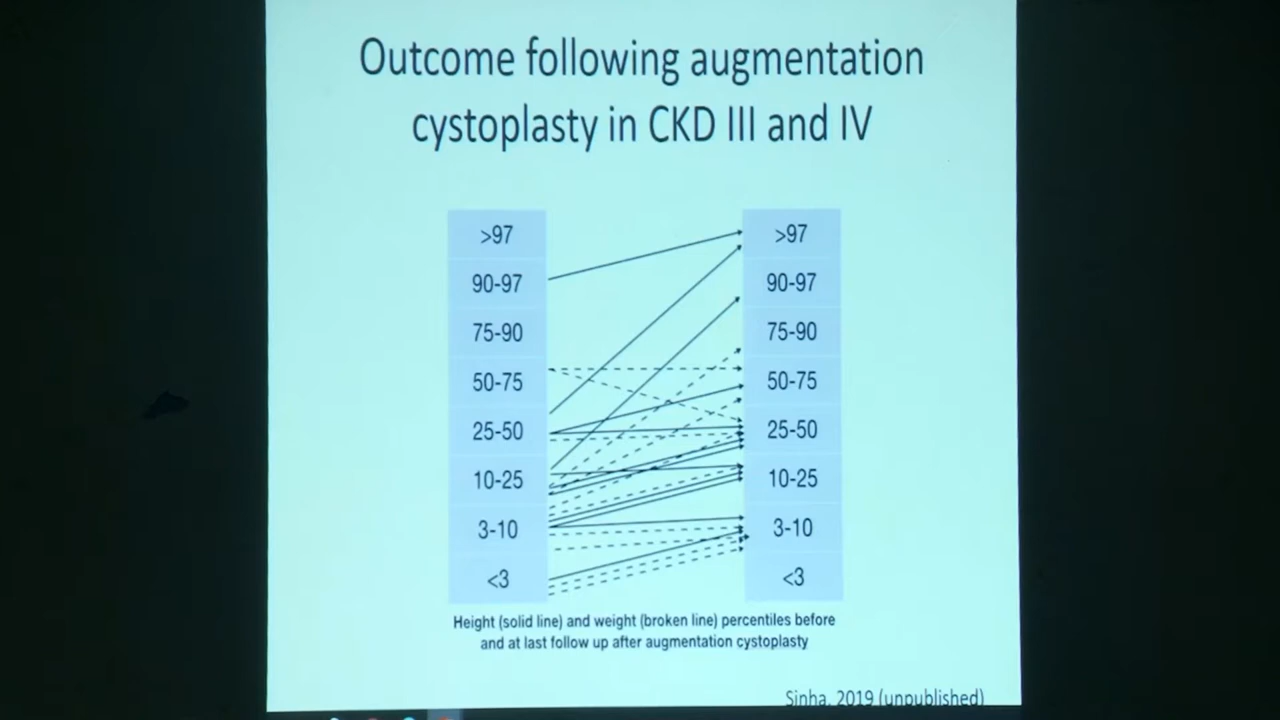 Outcome following augmentation
cystoplasty in CKD III and IV
>97 >97
90-97 90-97
75-90 75-90
50-75 50-75
25-50 25-50
10-25 10-25
3-10 3-10
<3 <3
Height (solid line) and weight (broken line) percentiles before
and at last follow up after augmentation cystoplasty
Sinha, 2019 (unpublished)